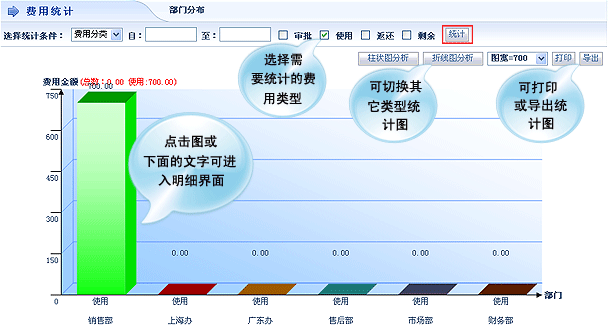 费用统计 部门分布
选择统计条件： 费用分类 自： 至： 审批 使用 返还 剩余 统计
柱状图分析 折线图分析 图宽=700 打印 导出
选择需
要统计的费
用类型
可切换其
它类型统
计图
可打印
或导出统
计图
费用金额(总数：0.00 使用:700.00)
700.00
750
600
450
300
150
0
点击图或
下面的文字可进
入明细界面
0.00 0.00 0.00 0.00 0.00
部门
使用 使用 使用 使用 使用 使用
销售部 上海办 广东办 售后部 市场部 财务部